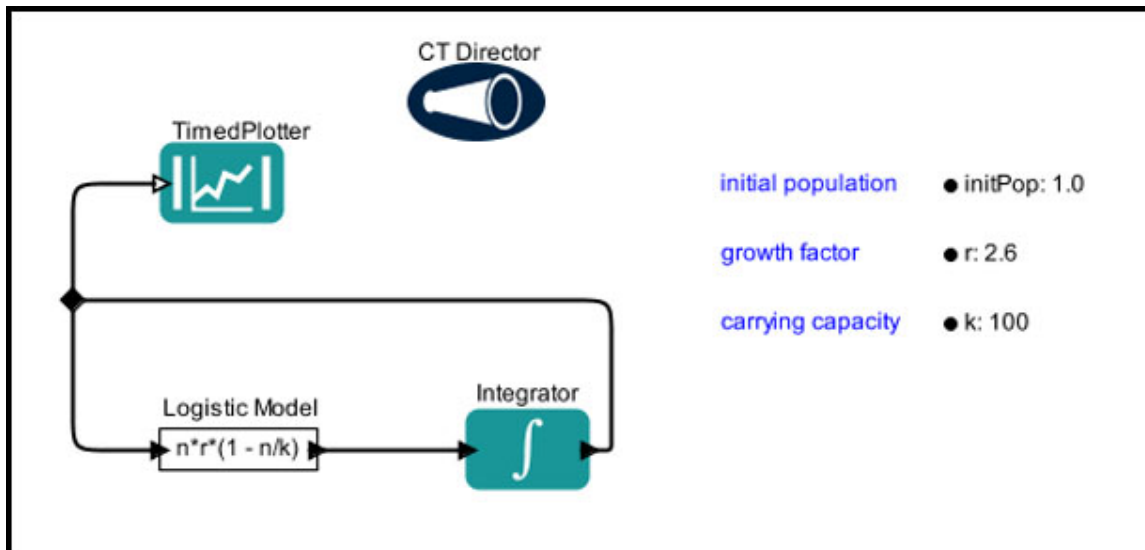 CT Director
TimedPlotter
initial population
initPop: 1.0
growth factor
r: 2.6
carrying capacity
k: 100
Integrator
Logistic Model
n*r*(1 - n/k)
∫